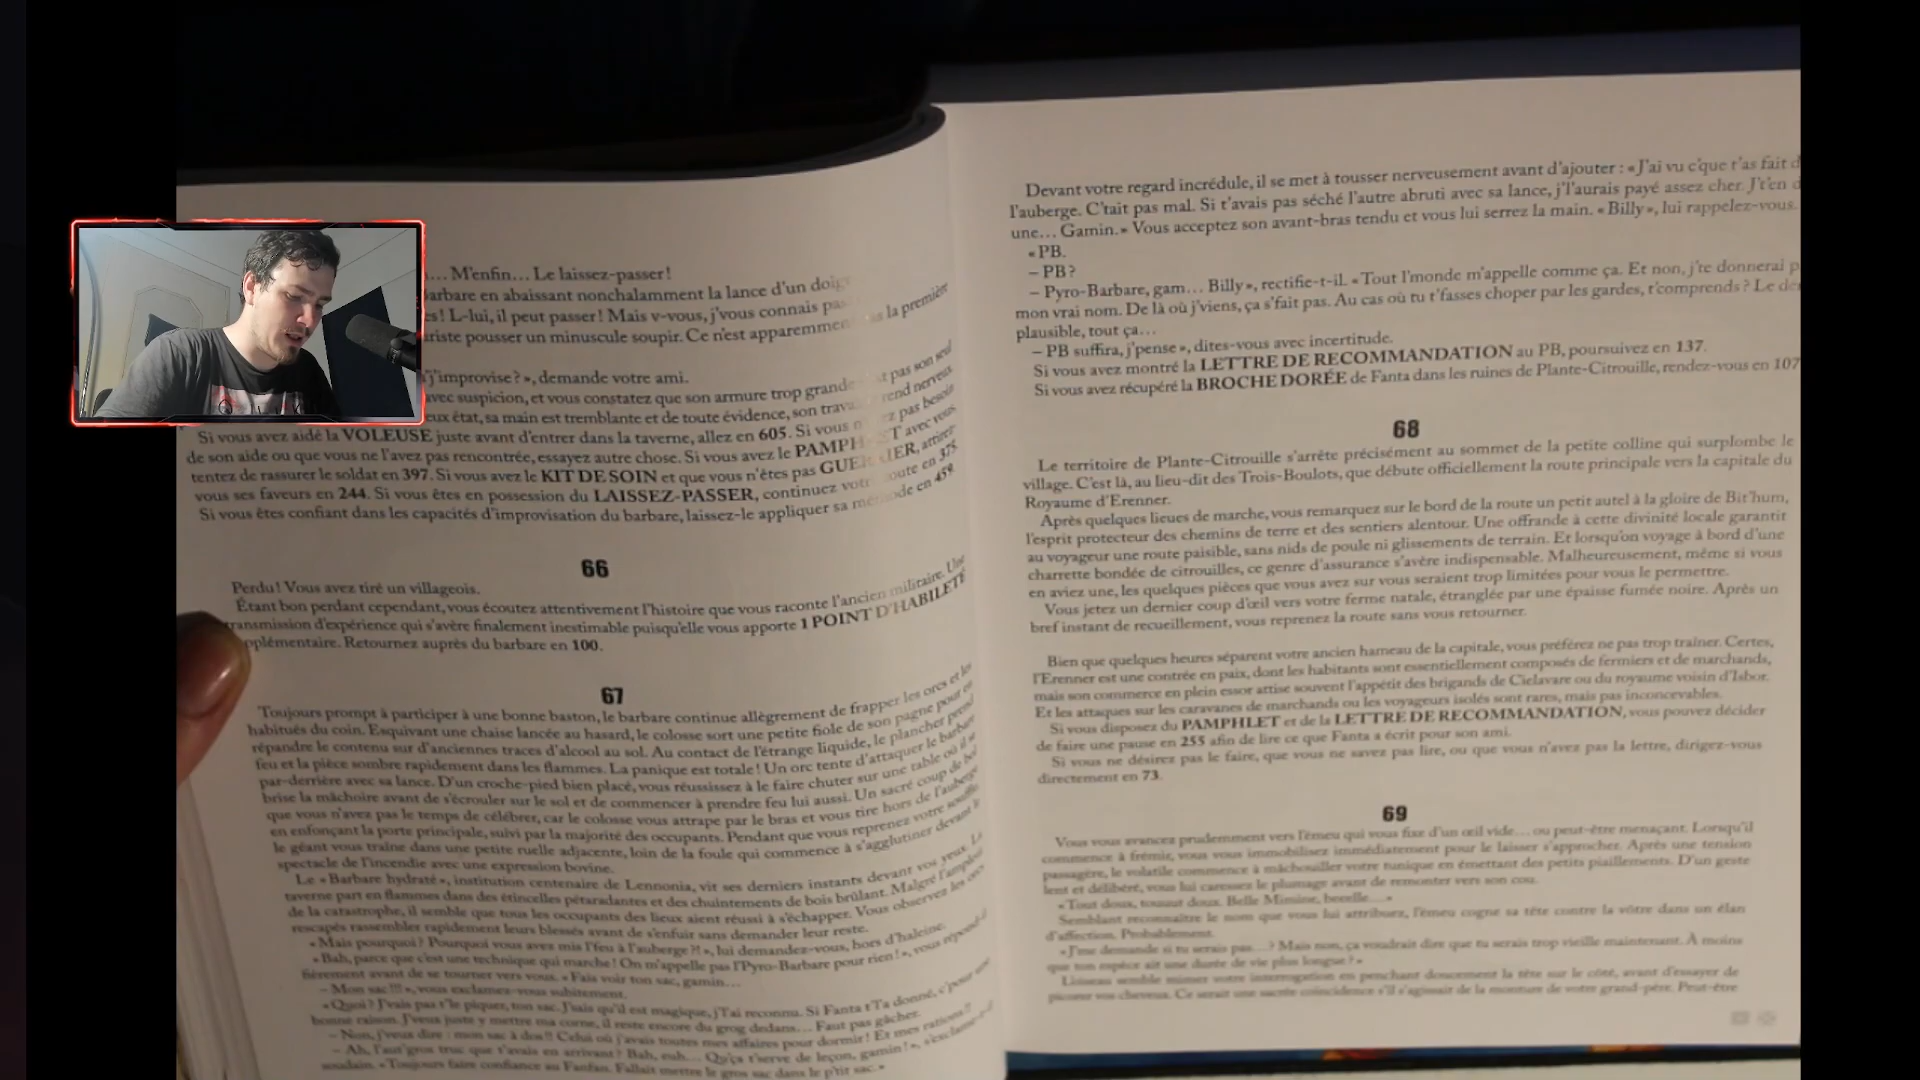 ... M'enfin... Le laissez-passer!
arbare en abaissant nonchalamment la lance d'un doig
es! L-lui, il peut passer! Mais v-vous, j'vous connais pas
ariste pousser un minuscule soupir. Ce n'est apparemment pas la première
j'improvise?», demande votre ami.
vec suspicion, et vous constatez que son armure trop grande pas son seul
eux état, sa main est tremblante et de toute évidence, son trava rend nerveux.
Si vous avez aidé la VOLEUSE juste avant d'entrer dans la taverne, allez en 605. Si vous n ez pas besoin
de son aide ou que vous ne l'avez pas rencontrée, essayez autre chose. Si vous avez le PAMPH T avec vous,
tentez de rassurer le soldat en 397. Si vous avez le KIT DE SOIN et que vous n'êtes pas GUERRIER, attirez
vous ses faveurs en 244. Si vous êtes en possession du LAISSEZ-PASSER, continuez votre route en 375.
Si vous êtes confiant dans les capacités d'improvisation du barbare, laissez-le appliquer sa méthode en 459.
66
Perdu! Vous avez tiré un villageois.
Étant bon perdant cependant, vous écoutez attentivement l'histoire que vous raconte l'ancien militaire. Une
transmission d'expérience qui s'avère finalement inestimable puisqu'elle vous apporte 1 POINT D'HABILETÉ
pplémentaire. Retournez auprès du barbare en 100.
67
Toujours prompt à participer à une bonne baston, le barbare continue allègrement de frapper les orcs et les
habitués du coin. Esquivant une chaise lancée au hasard, le colosse sort une petite fiole de son pagne pour en
répandre le contenu sur d'anciennes traces d'alcool au sol. Au contact de l'étrange liquide, le plancher prend
feu et la pièce sombre rapidement dans les flammes. La panique est totale! Un orc tente d'attaquer le barbare
par-derrière avec sa lance. D'un croche-pied bien placé, vous réussissez à le faire chuter sur une table où il se
brise la mâchoire avant de s'écrouler sur le sol et de commencer à prendre feu lui aussi. Un sacré coup de bol
que vous n'avez pas le temps de célébrer, car le colosse vous attrape par le bras et vous tire hors de l'auberge
en enfonçant la porte principale, suivi par la majorité des occupants. Pendant que vous reprenez votre souffle
le géant vous traîne dans une petite ruelle adjacente, loin de la foule qui commence à s'agglutiner devant le
spectacle de l'incendie avec une expression bovine.
Le «Barbare hydraté», institution centenaire de Lennonia, vit ses derniers instants devant vos yeux. La
taverne part en flammes dans des étincelles pétaradantes et des chuintements de bois brûlant. Malgré l'ampleur
de la catastrophe, il semble que tous les occupants des lieux aient réussi à s'échapper. Vous observez les orcs
rescapés rassembler rapidement leurs blessés avant de s'enfuir sans demander leur reste.
«Mais pourquoi? Pourquoi vous avez mis l'feu à l'auberge?!», lui demandez-vous, hors d'haleine.
«Bah, parce que c'est une technique qui marche! On m'appelle pas l'Pyro-Barbare pour rien!», vous répond-il
fièrement avant de se tourner vers vous. «Fais voir ton sac, gamin...
– Mon sac!!!», vous exclamez-vous subitement.
«Quoi? J'vais pas t'le piquer, ton sac. J'sais qu'il est magique, j'l'ai reconnu. Si Fanta t'l'a donné, c'pour une
bonne raison. J'veux juste y mettre ma corne, il reste encore du grog dedans... Faut pas gâcher.
– Non, j'veux dire : mon sac à dos!! Celui où j'avais toutes mes affaires pour dormir! Et mes rations!!
– Ah, l'aut'gros truc que t'avais en arrivant? Bah, euh... Qu'ça t'serve de leçon, gamin!», s'exclame-t-il
soudain. «Toujours faire confiance au Fanfan. Fallait mettre le gros sac dans le p'tit sac.»
Devant votre regard incrédule, il se met à tousser nerveusement avant d'ajouter : «J'ai vu c'que t'as fait d
l'auberge. C'tait pas mal. Si t'avais pas séché l'autre abruti avec sa lance, j'l'aurais payé assez cher. J't'en d
une... Gamin.» Vous acceptez son avant-bras tendu et vous lui serrez la main. «Billy», lui rappelez-vous.
«PB.
– PB?
– Pyro-Barbare, gam... Billy», rectifie-t-il. «Tout l'monde m'appelle comme ça. Et non, j'te donnerai p
mon vrai nom. De là où j'viens, ça s'fait pas. Au cas où tu t'fasses choper par les gardes, t'comprends? Le dé
plausible, tout ça...
– PB suffira, j'pense», dites-vous avec incertitude.
Si vous avez montré la LETTRE DE RECOMMANDATION au PB, poursuivez en 137.
Si vous avez récupéré la BROCHE DORÉE de Fanta dans les ruines de Plante-Citrouille, rendez-vous en 107
68
Le territoire de Plante-Citrouille s'arrête précisément au sommet de la petite colline qui surplombe le
village. C'est là, au lieu-dit des Trois-Boulots, que débute officiellement la route principale vers la capitale du
Royaume d'Erenner.
Après quelques lieues de marche, vous remarquez sur le bord de la route un petit autel à la gloire de Bit'hum,
l'esprit protecteur des chemins de terre et des sentiers alentour. Une offrande à cette divinité locale garantit
au voyageur une route paisible, sans nids de poule ni glissements de terrain. Et lorsqu'on voyage à bord d'une
charrette bondée de citrouilles, ce genre d'assurance s'avère indispensable. Malheureusement, même si vous
en aviez une, les quelques pièces que vous avez sur vous seraient trop limitées pour vous le permettre.
Vous jetez un dernier coup d'œil vers votre ferme natale, étranglée par une épaisse fumée noire. Après un
bref instant de recueillement, vous reprenez la route sans vous retourner.
Bien que quelques heures séparent votre ancien hameau de la capitale, vous préférez ne pas trop traîner. Certes,
l'Erenner est une contrée en paix, dont les habitants sont essentiellement composés de fermiers et de marchands,
mais son commerce en plein essor attise souvent l'appétit des brigands de Cielavare ou du royaume voisin d'Isbor.
Et les attaques sur les caravanes de marchands ou les voyageurs isolés sont rares, mais pas inconcevables.
Si vous disposez du PAMPHLET et de la LETTRE DE RECOMMANDATION, vous pouvez décider
de faire une pause en 255 afin de lire ce que Fanta a écrit pour son ami.
Si vous ne désirez pas le faire, que vous ne savez pas lire, ou que vous n'avez pas la lettre, dirigez-vous
directement en 73.
69
Vous vous avancez prudemment vers l'émeu qui vous fixe d'un œil vide... ou peut-être menaçant. Lorsqu'il
commence à frémir, vous vous immobilisez immédiatement pour le laisser s'approcher. Après une tension
passagère, le volatile commence à mâchouiller votre tunique en émettant des petits piaillements. D'un geste
lent et délibéré, vous lui caressez le plumage avant de remonter vers son cou.
«Tout doux, tououut doux. Belle Mimine, beeelle...»
Semblant reconnaître le nom que vous lui attribuez, l'émeu cogne sa tête contre la vôtre dans un élan
d'affection. Probablement.
«J'me demande si tu serais pas...? Mais non, ça voudrait dire que tu serais trop vieille maintenant. À moins
que ton espèce ait une durée de vie plus longue?»
L'oiseau semble mimer votre interrogation en penchant doucement la tête sur le côté, avant d'essayer de
picorer vos cheveux. Ce serait une sacrée coïncidence s'il s'agissait de la monture de votre grand-père. Peut-être